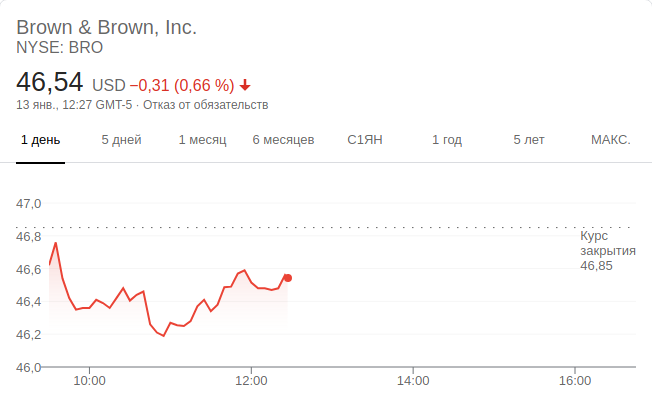 Brown & Brown, Inc.
NYSE: BRO
46,54 USD −0,31 (0,66 %)
13 янв., 12:27 GMT-5 · Отказ от обязательств
1 день 5 дней 1 месяц 6 месяцев С1ЯН 1 год 5 лет МАКС.
47,0
46,8
46,6
46,4
46,2
46,0
Курс
закрытия
46,85
10:00 12:00 14:00 16:00